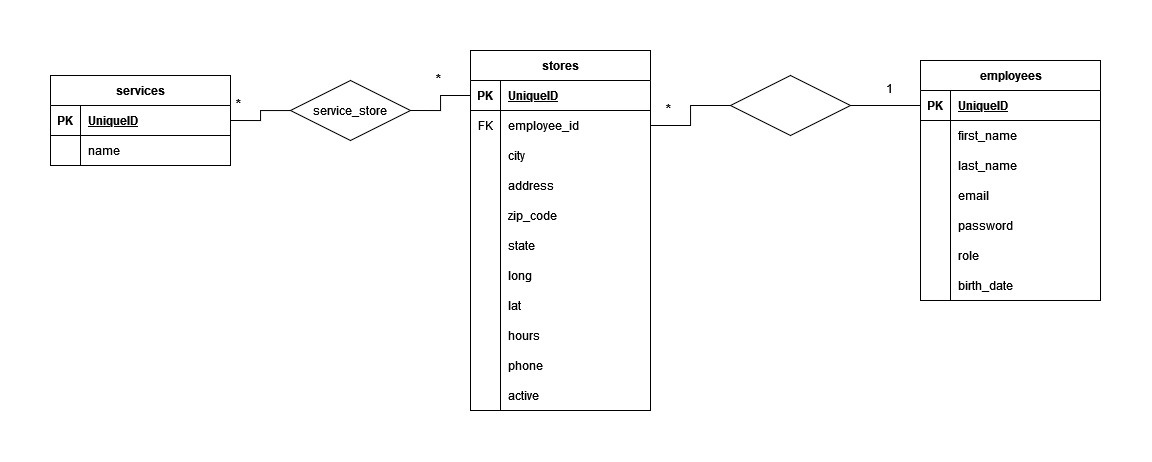 services
PK UniqueID
name
*
service_store
*
stores
PK UniqueID
FK employee_id
city
address
zip_code
state
long
lat
hours
phone
active
*
1
employees
PK UniqueID
first_name
last_name
email
password
role
birth_date